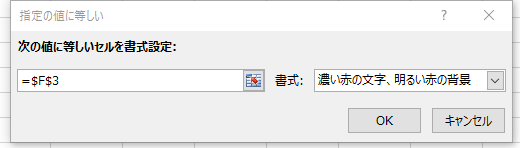 指定の値に等しい ? ×
次の値に等しいセルを書式設定:
=$F$3 書式: 濃い赤の文字、明るい赤の背景
OK キャンセル